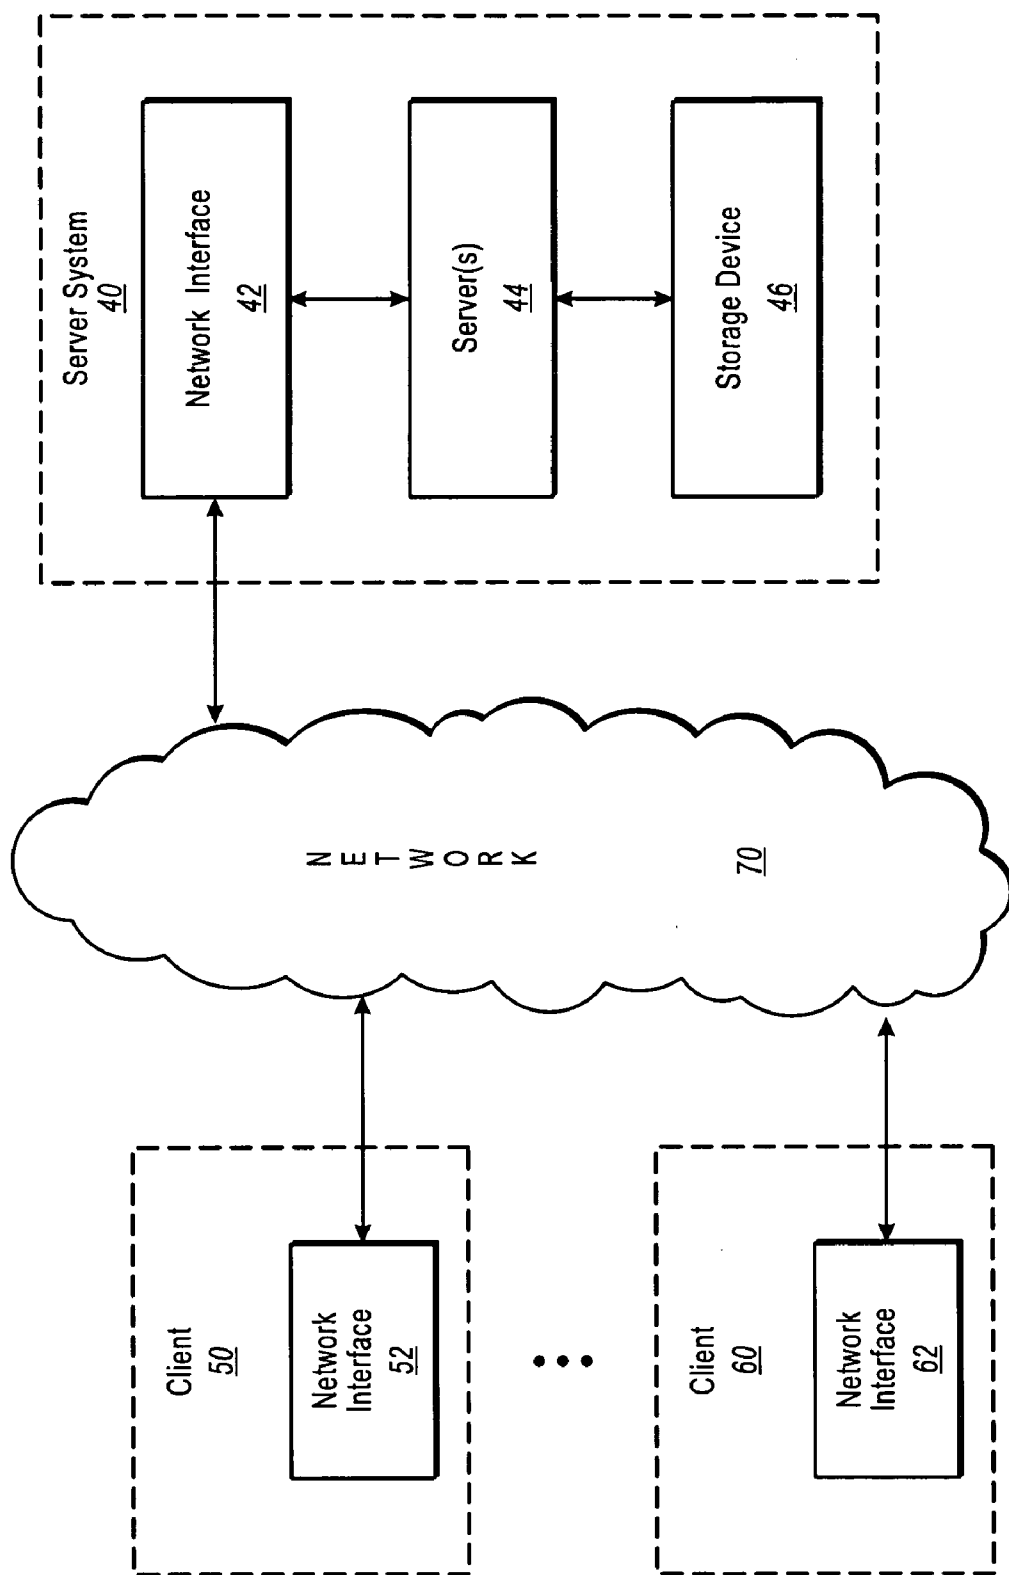 Client
50
Network
Interface
52
Client
60
Network
Interface
62
NETWORK
70
Server System
40
Network Interface
42
Server(s)
44
Storage Device
46